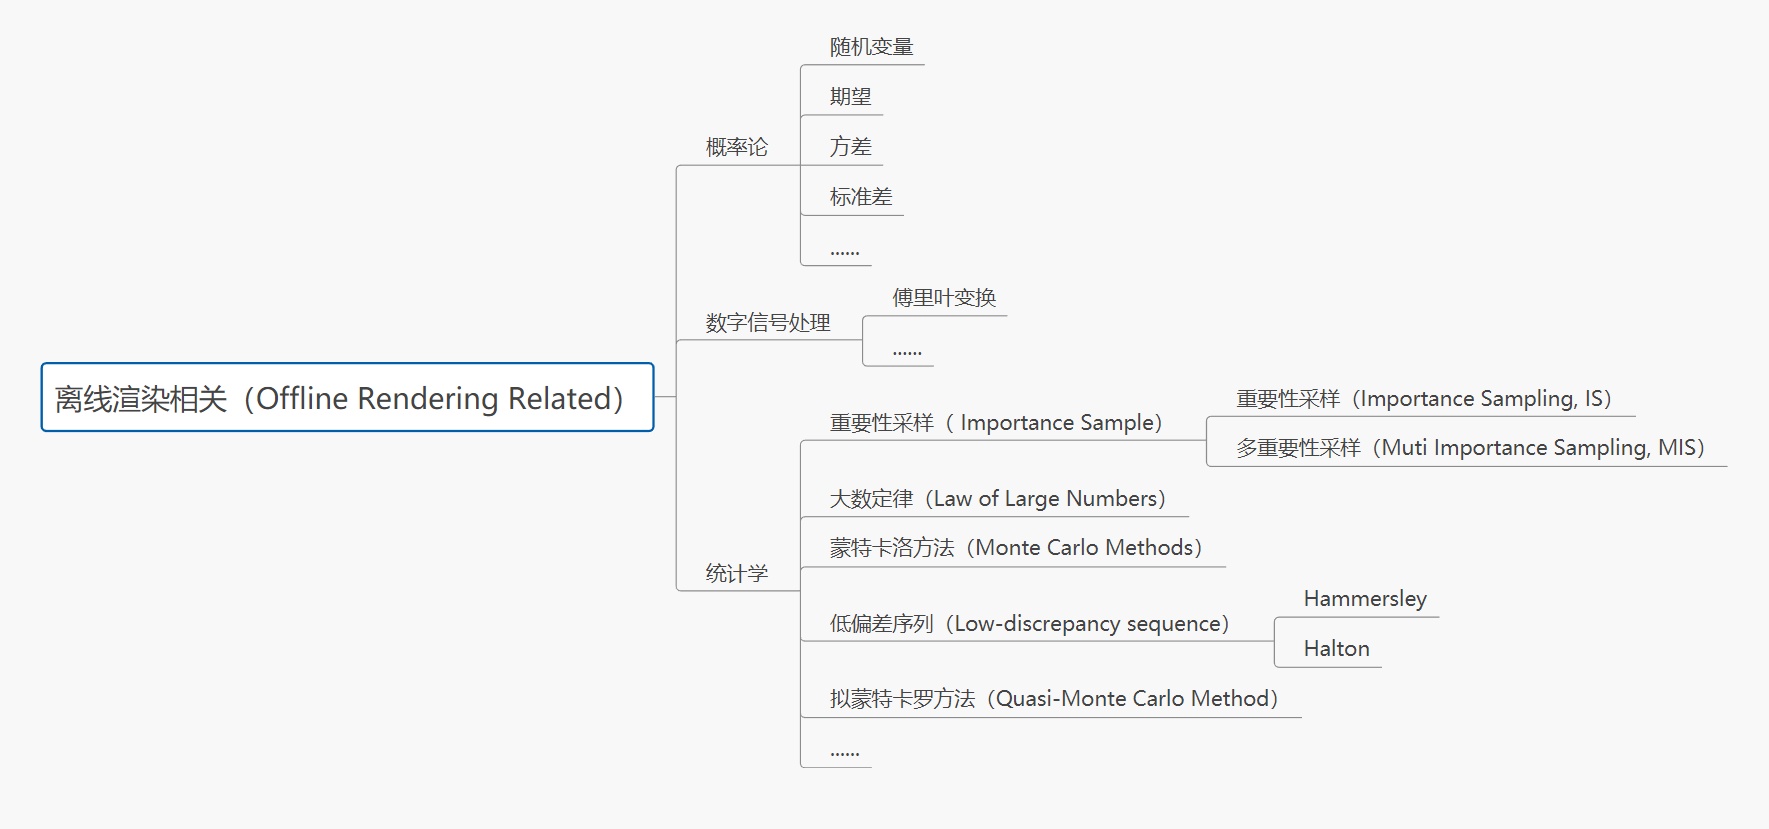 离线渲染相关（Offline Rendering Related）
概率论
随机变量
期望
方差
标准差
......
数字信号处理
傅里叶变换
......
统计学
重要性采样（ Importance Sample）
重要性采样（Importance Sampling, IS）
多重要性采样（Muti Importance Sampling, MIS）
大数定律（Law of Large Numbers）
蒙特卡洛方法（Monte Carlo Methods）
低偏差序列（Low-discrepancy sequence）
Hammersley
Halton
拟蒙特卡罗方法（Quasi-Monte Carlo Method）
......